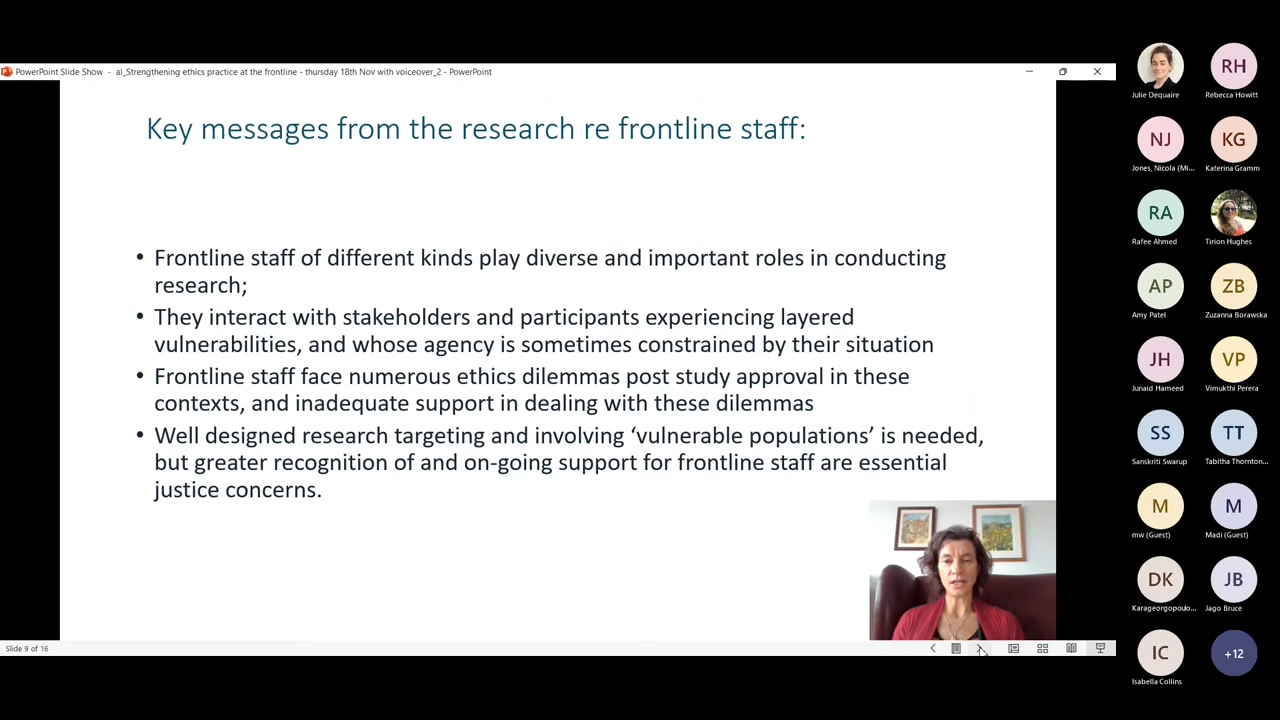 PowerPoint Slide Show - al_Strengthening ethics practice at the frontline - thursday 18th Nov with voiceover_2 - PowerPoint
Key messages from the research re frontline staff:
• Frontline staff of different kinds play diverse and important roles in conducting
research;
• They interact with stakeholders and participants experiencing layered
vulnerabilities, and whose agency is sometimes constrained by their situation
• Frontline staff face numerous ethics dilemmas post study approval in these
contexts, and inadequate support in dealing with these dilemmas
• Well designed research targeting and involving ‘vulnerable populations’ is needed,
but greater recognition of and on-going support for frontline staff are essential
justice concerns.
Slide 9 of 16
Julie Dequaire
RH
Rebecca Howitt
NJ
Jones, Nicola (Mi...
KG
Katerina Gramm
RA
Rafee Ahmed
Tirion Hughes
AP
Amy Patel
ZB
Zuzanna Borawska
JH
Junaid Hameed
VP
Vimukthi Perera
SS
Sanskriti Swarup
TT
Tabitha Thornton...
M
mw (Guest)
M
Madi (Guest)
DK
Karageorgopoulo...
JB
Jago Bruce
IC
Isabella Collins
+12